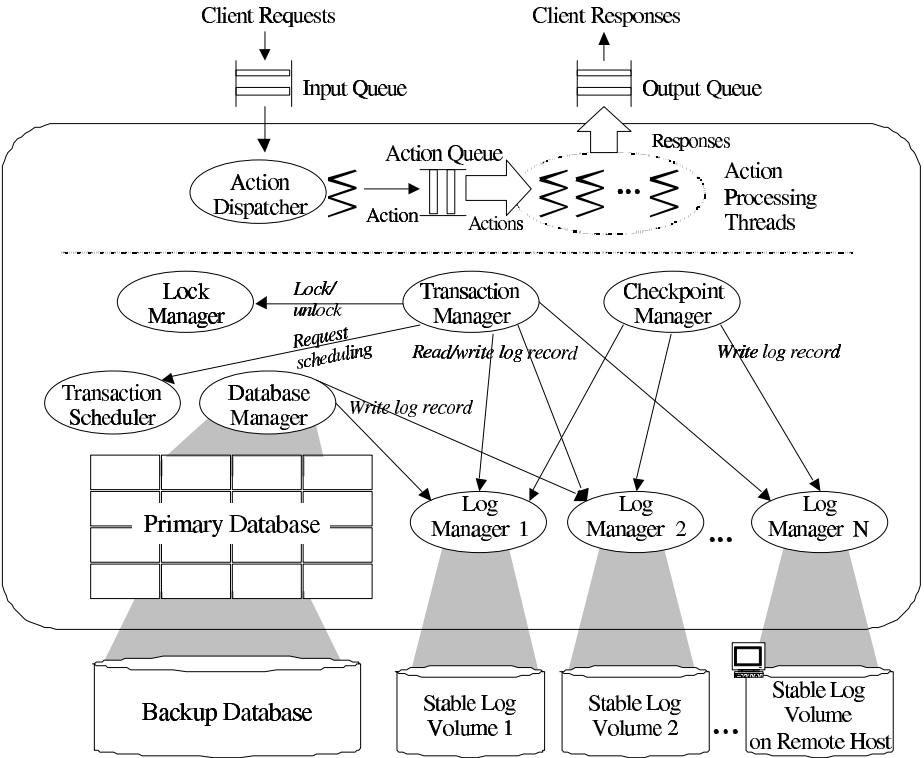 Client Requests
Client Responses
Input Queue
Output Queue
Responses
Action Queue
Action
Dispatcher
Action
Actions
...
Action
Processing
Threads
Lock
Manager
Lock/
unlock
Transaction
Manager
Checkpoint
Manager
Request
scheduling
Read/write log record
Write log record
Transaction
Scheduler
Database
Manager
Write log record
Primary Database
Log
Manager 1
Log
Manager 2
...
Log
Manager N
Backup Database
Stable Log
Volume 1
Stable Log
Volume 2
...
Stable Log
Volume
on Remote Host